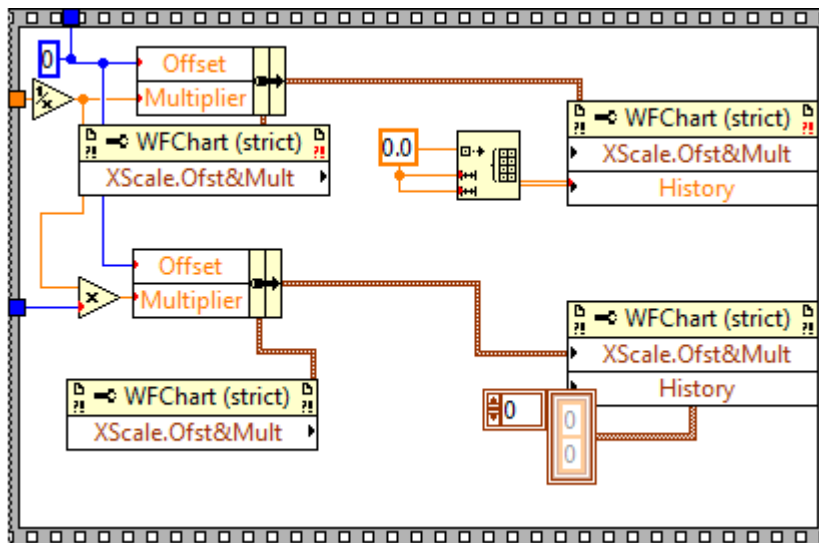 0
Offset
1/x
Multiplier
?! WFChart (strict) ?!
XScale.Ofst&Mult
0.0
?! WFChart (strict) ?!
XScale.Ofst&Mult
History
Offset
x
Multiplier
?! WFChart (strict) ?!
XScale.Ofst&Mult
History
?! WFChart (strict) ?!
XScale.Ofst&Mult
0
0
0